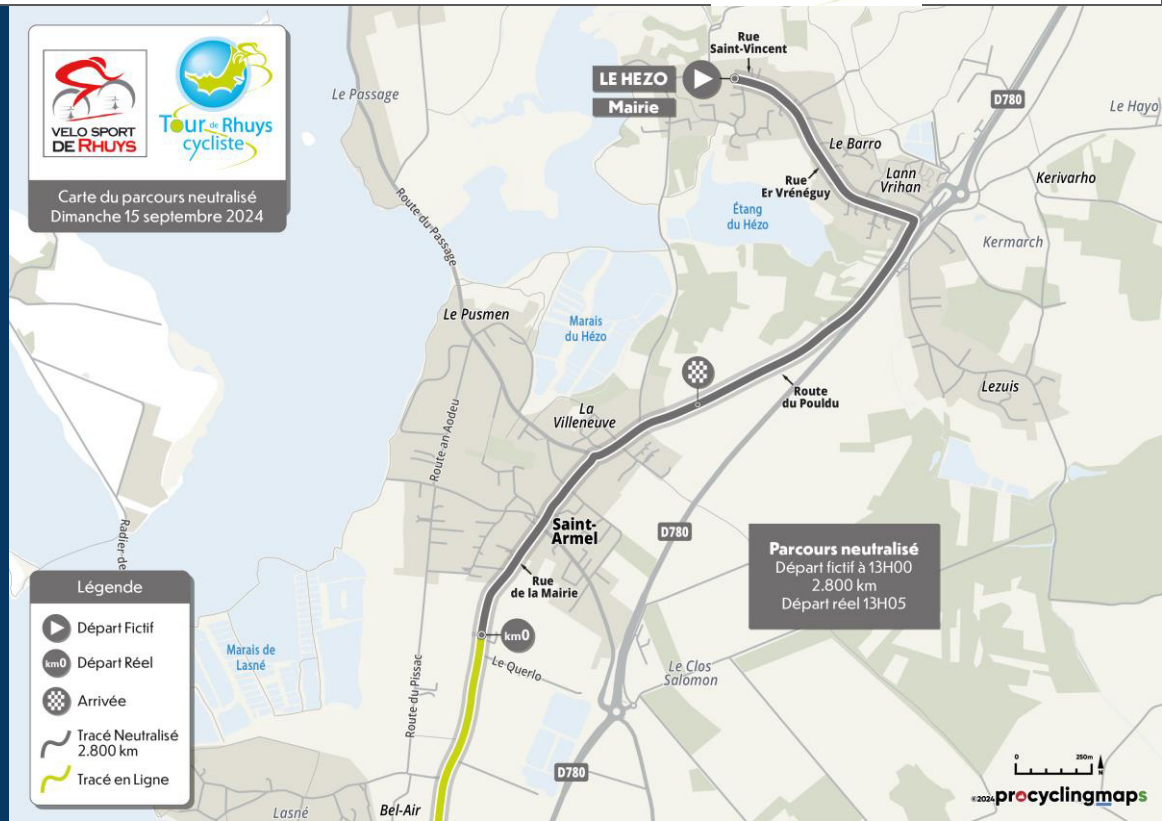 VELO SPORT
DE RHUYS
Tour de Rhuys
cycliste
Carte du parcours neutralisé
Dimanche 15 septembre 2024
Le Passage
Rue
Saint-Vincent
LE HEZO
Mairie
D780
Le Hayo
Le Barro
Lann
Vrihan
Kerivarho
Rue
Er Vrénéguy
Étang
du Hézo
Kermarch
Route du Passage
Le Pusmen
Marais
du Hézo
Lezuis
Route
du Pouldu
La
Villeneuve
Route an Aodeu
Saint-
Armel
D780
Parcours neutralisé
Départ fictif à 13H00
2.800 km
Départ réel 13H05
Radier de
Rue
de la Mairie
km0
Le Querlo
Le Clos
Salomon
Marais de
Lasné
Route du Pissac
D780
Légende
Départ Fictif
km0
Départ Réel
Arrivée
Tracé Neutralisé
2.800 km
Tracé en Ligne
Lasné
Bel-Air
0 250m
N
©2024 procyclingmaps